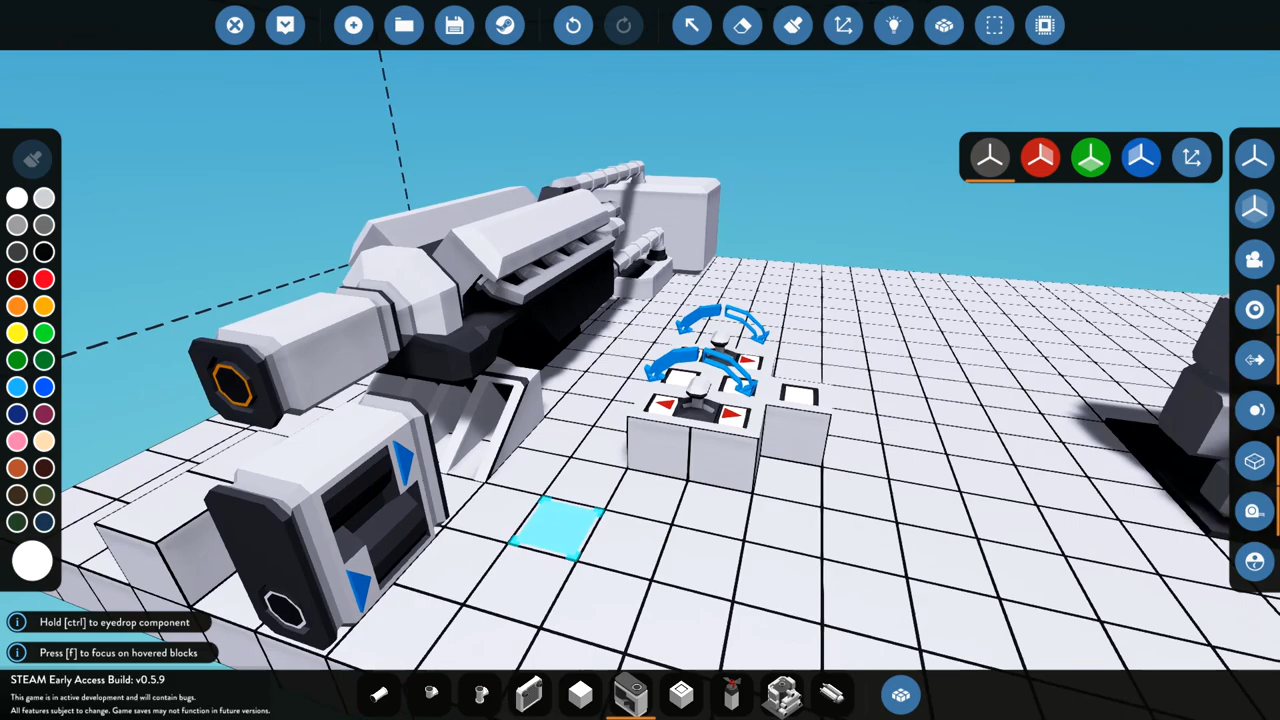 Hold [ctrl] to eyedrop component
Press [f] to focus on hovered blocks
STEAM Early Access Build: v0.5.9
This game is in active development and will contain bugs.
All features subject to change. Game saves may not function in future versions.